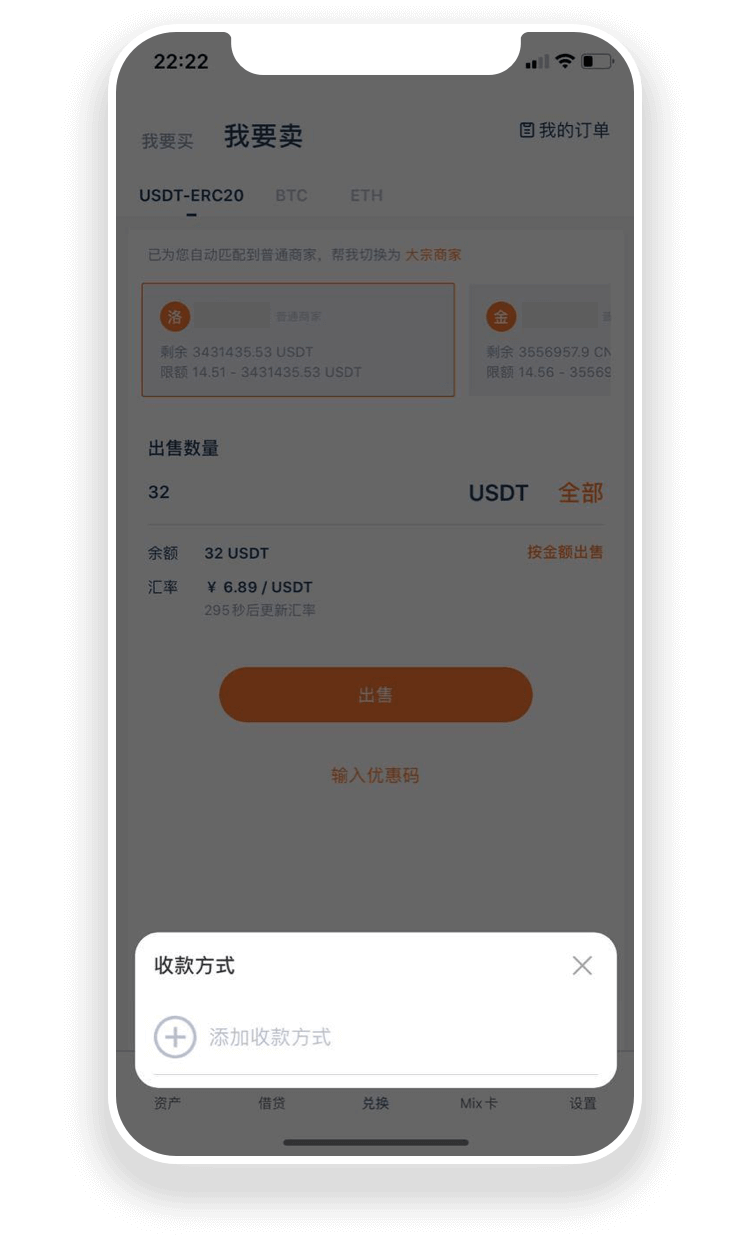 22:22
我要买 我要卖 我的订单
USDT-ERC20 BTC ETH
已为您自动匹配到普通商家，帮我切换为 大宗商家
洛 普通商家 金
剩余 3431435.53 USDT 剩余 3556957.9 CN
限额 14.51 - 3431435.53 USDT 限额 14.56 - 35569
出售数量
32 USDT 全部
余额 32 USDT 按金额出售
汇率 ¥ 6.89 / USDT
295秒后更新汇率
出售
输入优惠码
收款方式
添加收款方式
资产 借贷 兑换 Mix卡 设置